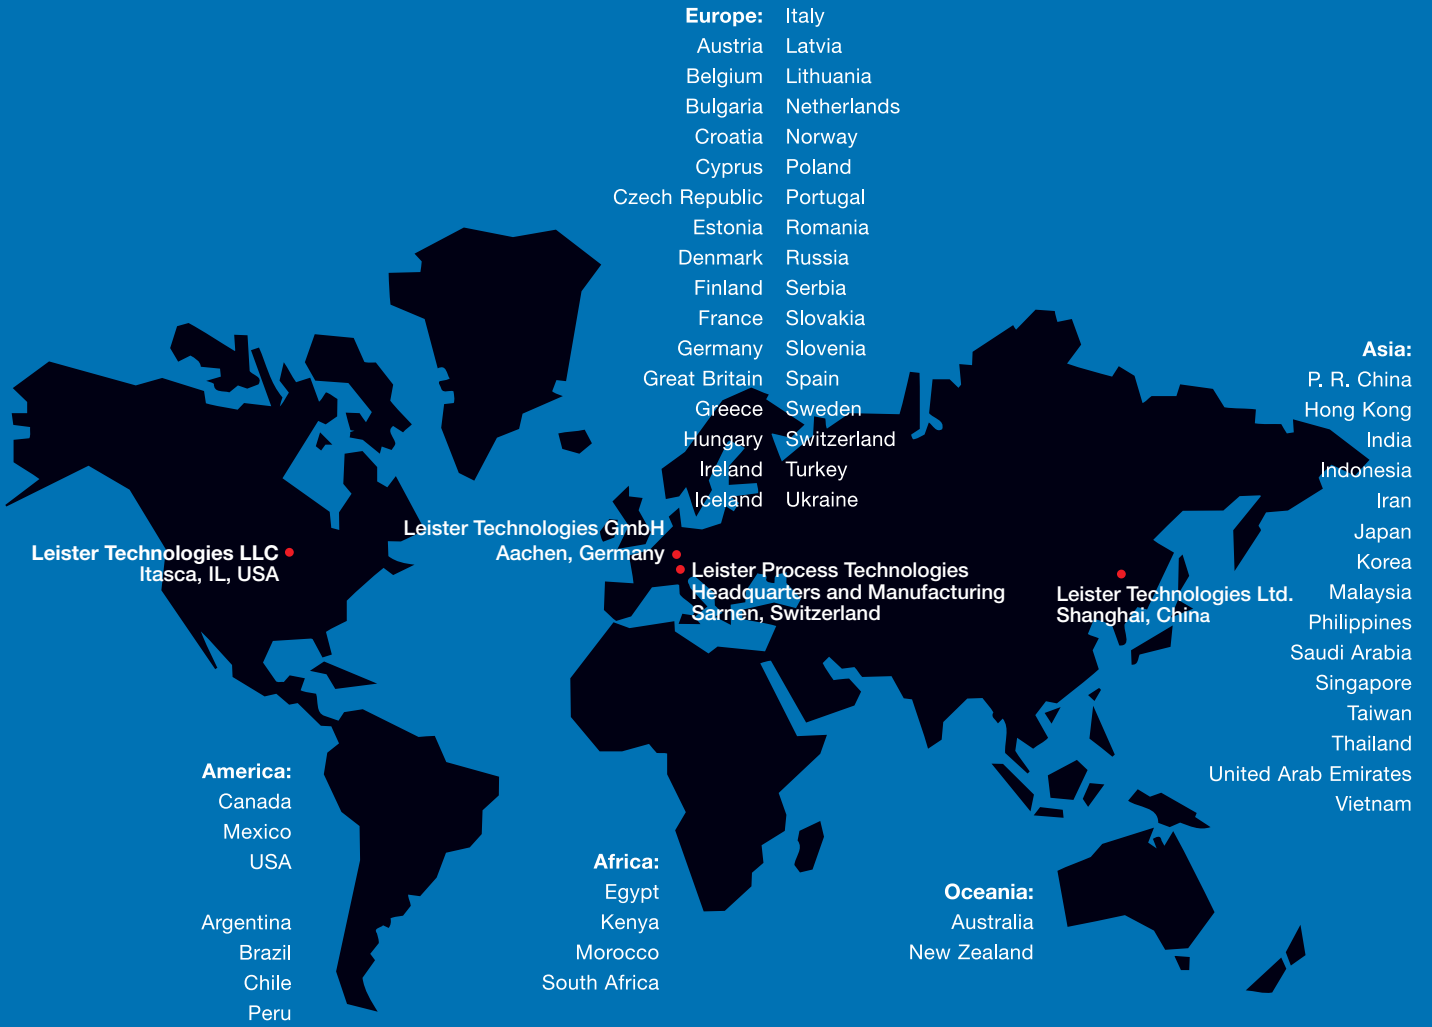 Europe:
Austria
Belgium
Bulgaria
Croatia
Cyprus
Czech Republic
Estonia
Denmark
Finland
France
Germany
Great Britain
Greece
Hungary
Ireland
Iceland
Italy
Latvia
Lithuania
Netherlands
Norway
Poland
Portugal
Romania
Russia
Serbia
Slovakia
Slovenia
Spain
Sweden
Switzerland
Turkey
Ukraine
Leister Technologies LLC
Itasca, IL, USA
Leister Technologies GmbH
Aachen, Germany
Leister Process Technologies
Headquarters and Manufacturing
Sarnen, Switzerland
Leister Technologies Ltd.
Shanghai, China
Asia:
P. R. China
Hong Kong
India
Indonesia
Iran
Japan
Korea
Malaysia
Philippines
Saudi Arabia
Singapore
Taiwan
Thailand
United Arab Emirates
Vietnam
America:
Canada
Mexico
USA
Argentina
Brazil
Chile
Peru
Africa:
Egypt
Kenya
Morocco
South Africa
Oceania:
Australia
New Zealand